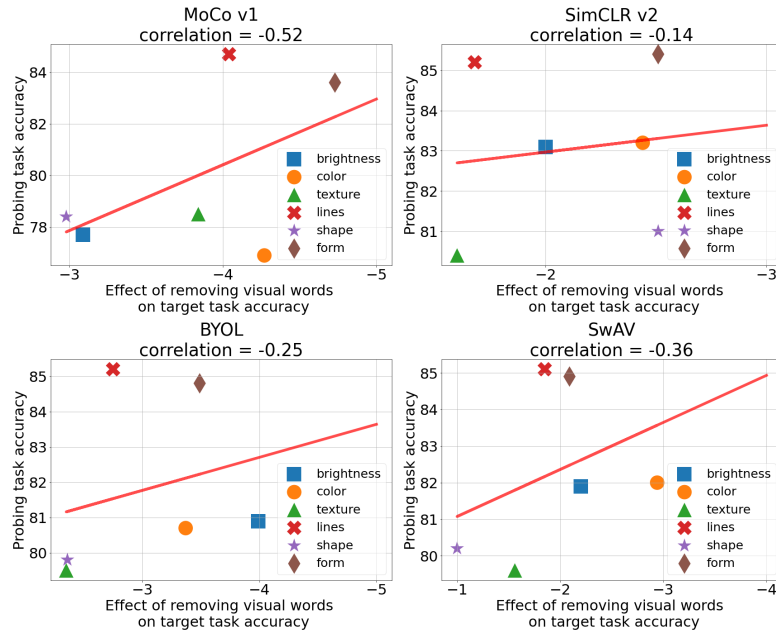 MoCo v1
correlation = -0.52
Probing task accuracy
84
82
80
78
brightness
color
texture
lines
shape
form
−3
−4
−5
Effect of removing visual words
on target task accuracy
SimCLR v2
correlation = -0.14
Probing task accuracy
85
84
83
82
81
brightness
color
texture
lines
shape
form
−2
−3
Effect of removing visual words
on target task accuracy
BYOL
correlation = -0.25
Probing task accuracy
85
84
83
82
81
80
brightness
color
texture
lines
shape
form
−3
−4
−5
Effect of removing visual words
on target task accuracy
SwAV
correlation = -0.36
Probing task accuracy
85
84
83
82
81
80
brightness
color
texture
lines
shape
form
−1
−2
−3
−4
Effect of removing visual words
on target task accuracy